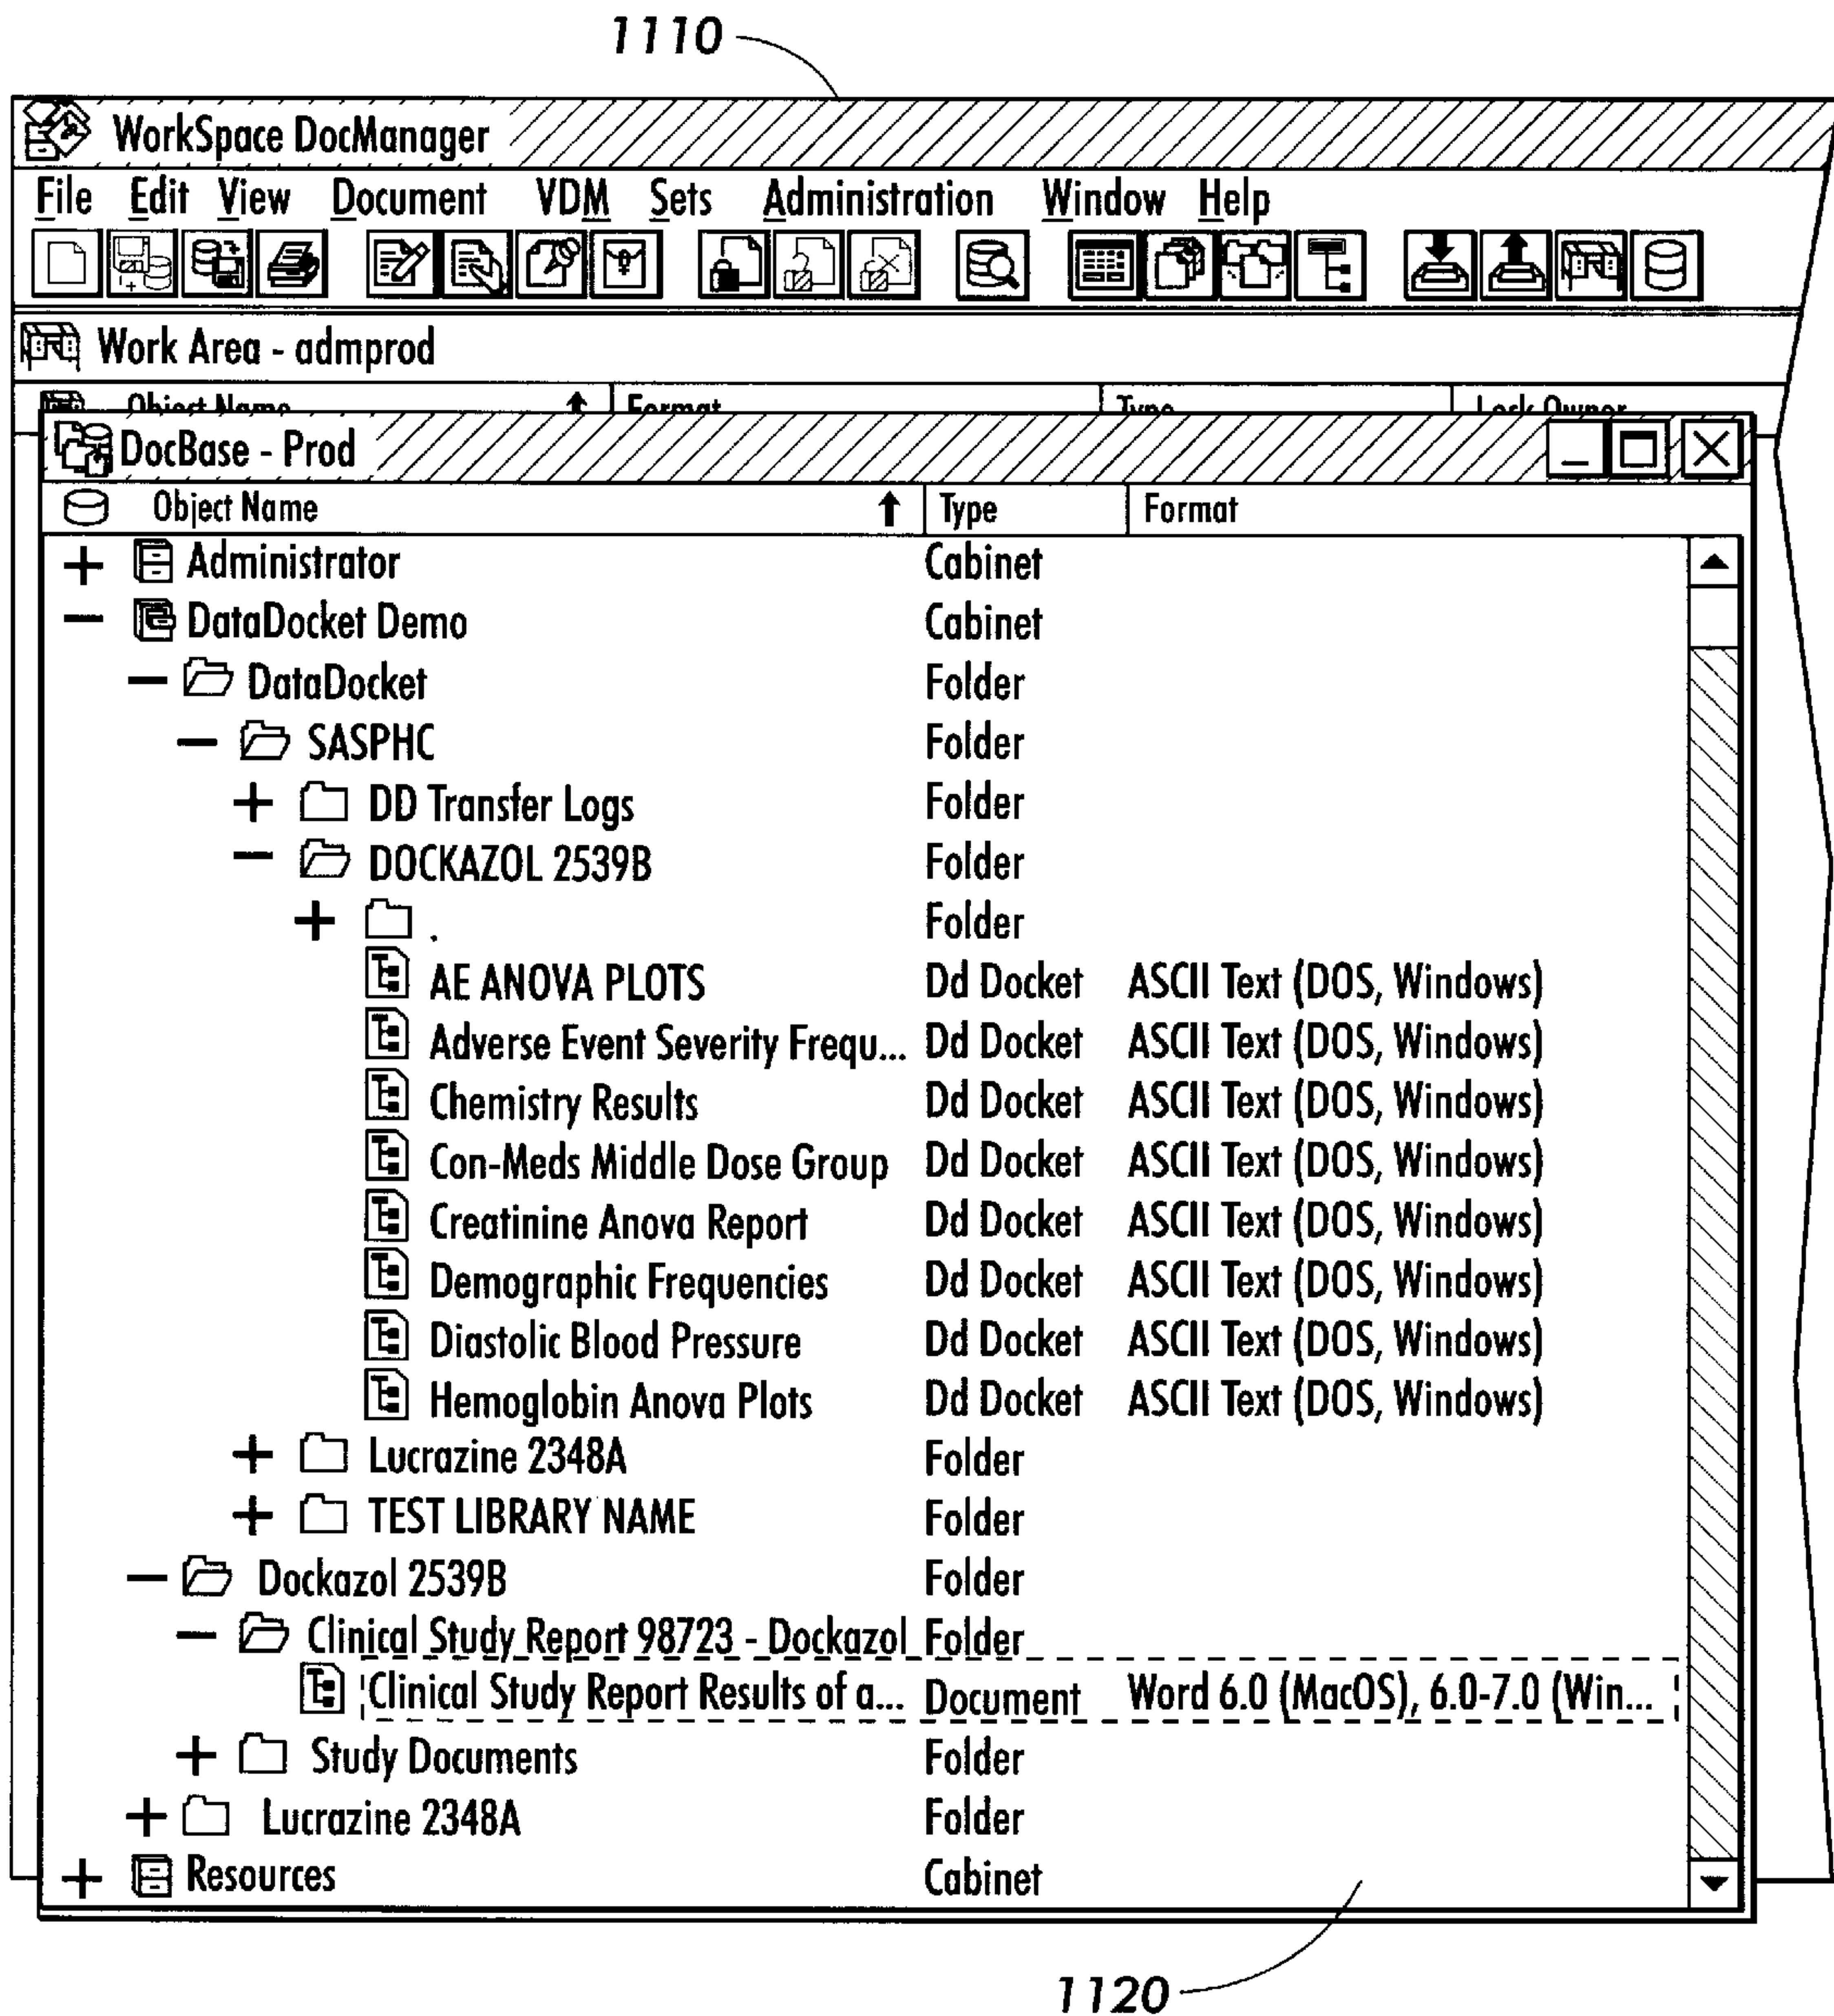 1110
WorkSpace DocManager
File Edit View Document VDM Sets Administration Window Help
Work Area - admprod
Object Name Format Type Lock Owner
DocBase - Prod
Object Name Type Format
+ Administrator Cabinet
− DataDocket Demo Cabinet
− DataDocket Folder
− SASPHC Folder
+ DD Transfer Logs Folder
− DOCKAZOL 2539B Folder
+ . Folder
AE ANOVA PLOTS Dd Docket ASCII Text (DOS, Windows)
Adverse Event Severity Frequ... Dd Docket ASCII Text (DOS, Windows)
Chemistry Results Dd Docket ASCII Text (DOS, Windows)
Con-Meds Middle Dose Group Dd Docket ASCII Text (DOS, Windows)
Creatinine Anova Report Dd Docket ASCII Text (DOS, Windows)
Demographic Frequencies Dd Docket ASCII Text (DOS, Windows)
Diastolic Blood Pressure Dd Docket ASCII Text (DOS, Windows)
Hemoglobin Anova Plots Dd Docket ASCII Text (DOS, Windows)
+ Lucrazine 2348A Folder
+ TEST LIBRARY NAME Folder
− Dockazol 2539B Folder
− Clinical Study Report 98723 - Dockazol Folder
Clinical Study Report Results of a... Document Word 6.0 (MacOS), 6.0-7.0 (Win...
+ Study Documents Folder
+ Lucrazine 2348A Folder
+ Resources Cabinet
1120